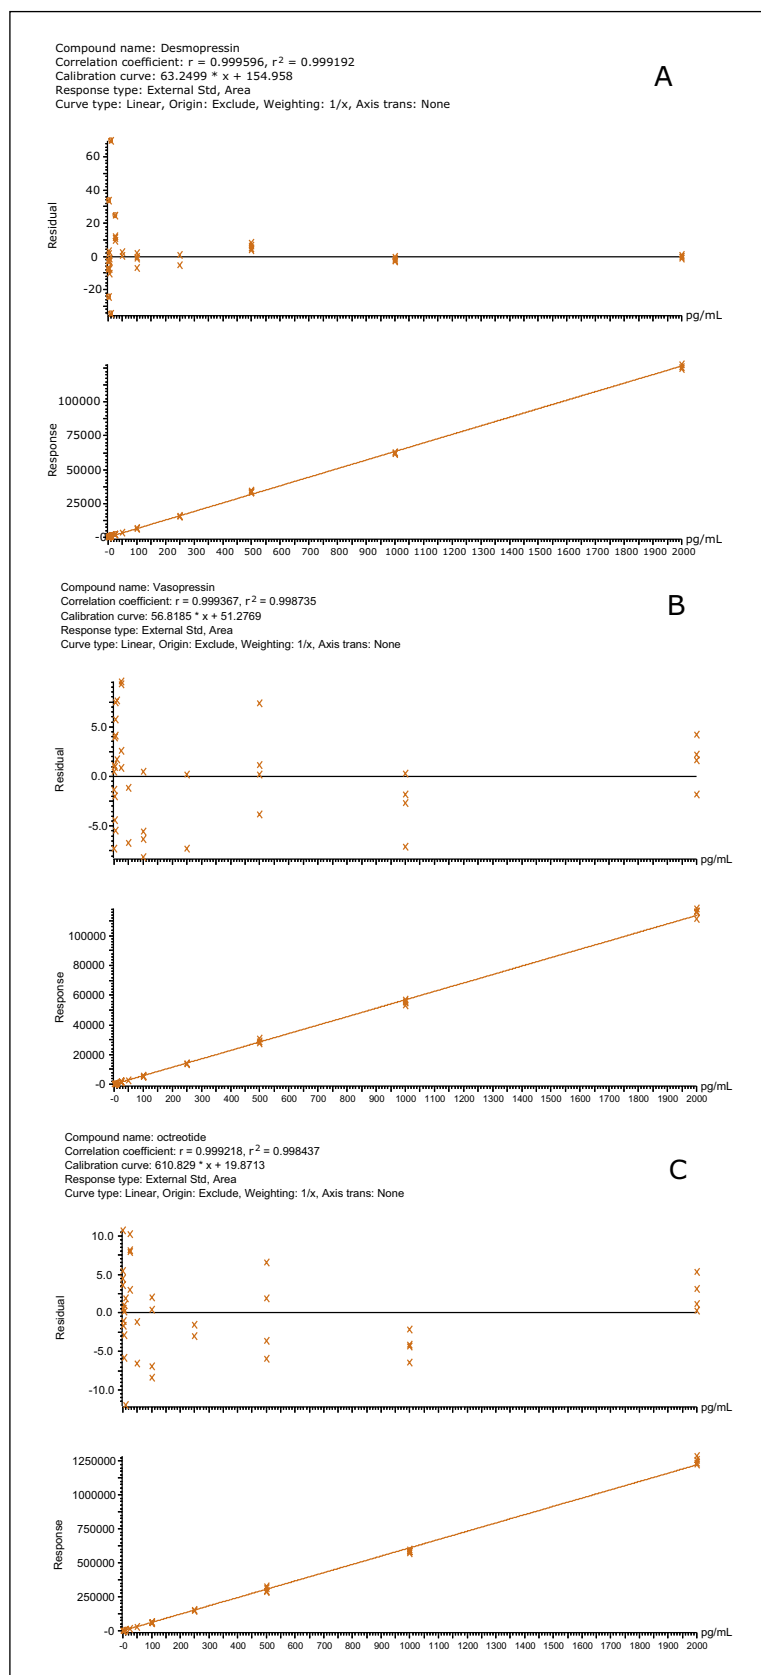 Compound name: Desmopressin
Correlation coefficient: r = 0.999596, r² = 0.999192
Calibration curve: 63.2499 * x + 154.958
Response type: External Std, Area
Curve type: Linear, Origin: Exclude, Weighting: 1/x, Axis trans: None
A
60
40
20
0
-20
Residual
pg/mL
100000
75000
50000
25000
-0
Response
-0 100 200 300 400 500 600 700 800 900 1000 1100 1200 1300 1400 1500 1600 1700 1800 1900 2000
pg/mL
Compound name: Vasopressin
Correlation coefficient: r = 0.999367, r² = 0.998735
Calibration curve: 56.8185 * x + 51.2769
Response type: External Std, Area
Curve type: Linear, Origin: Exclude, Weighting: 1/x, Axis trans: None
B
5.0
0.0
-5.0
Residual
pg/mL
100000
80000
60000
40000
20000
-0
Response
-0 100 200 300 400 500 600 700 800 900 1000 1100 1200 1300 1400 1500 1600 1700 1800 1900 2000
pg/mL
Compound name: octreotide
Correlation coefficient: r = 0.999218, r² = 0.998437
Calibration curve: 610.829 * x + 19.8713
Response type: External Std, Area
Curve type: Linear, Origin: Exclude, Weighting: 1/x, Axis trans: None
C
10.0
5.0
0.0
-5.0
-10.0
Residual
pg/mL
1250000
1000000
750000
500000
250000
-0
Response
-0 100 200 300 400 500 600 700 800 900 1000 1100 1200 1300 1400 1500 1600 1700 1800 1900 2000
pg/mL